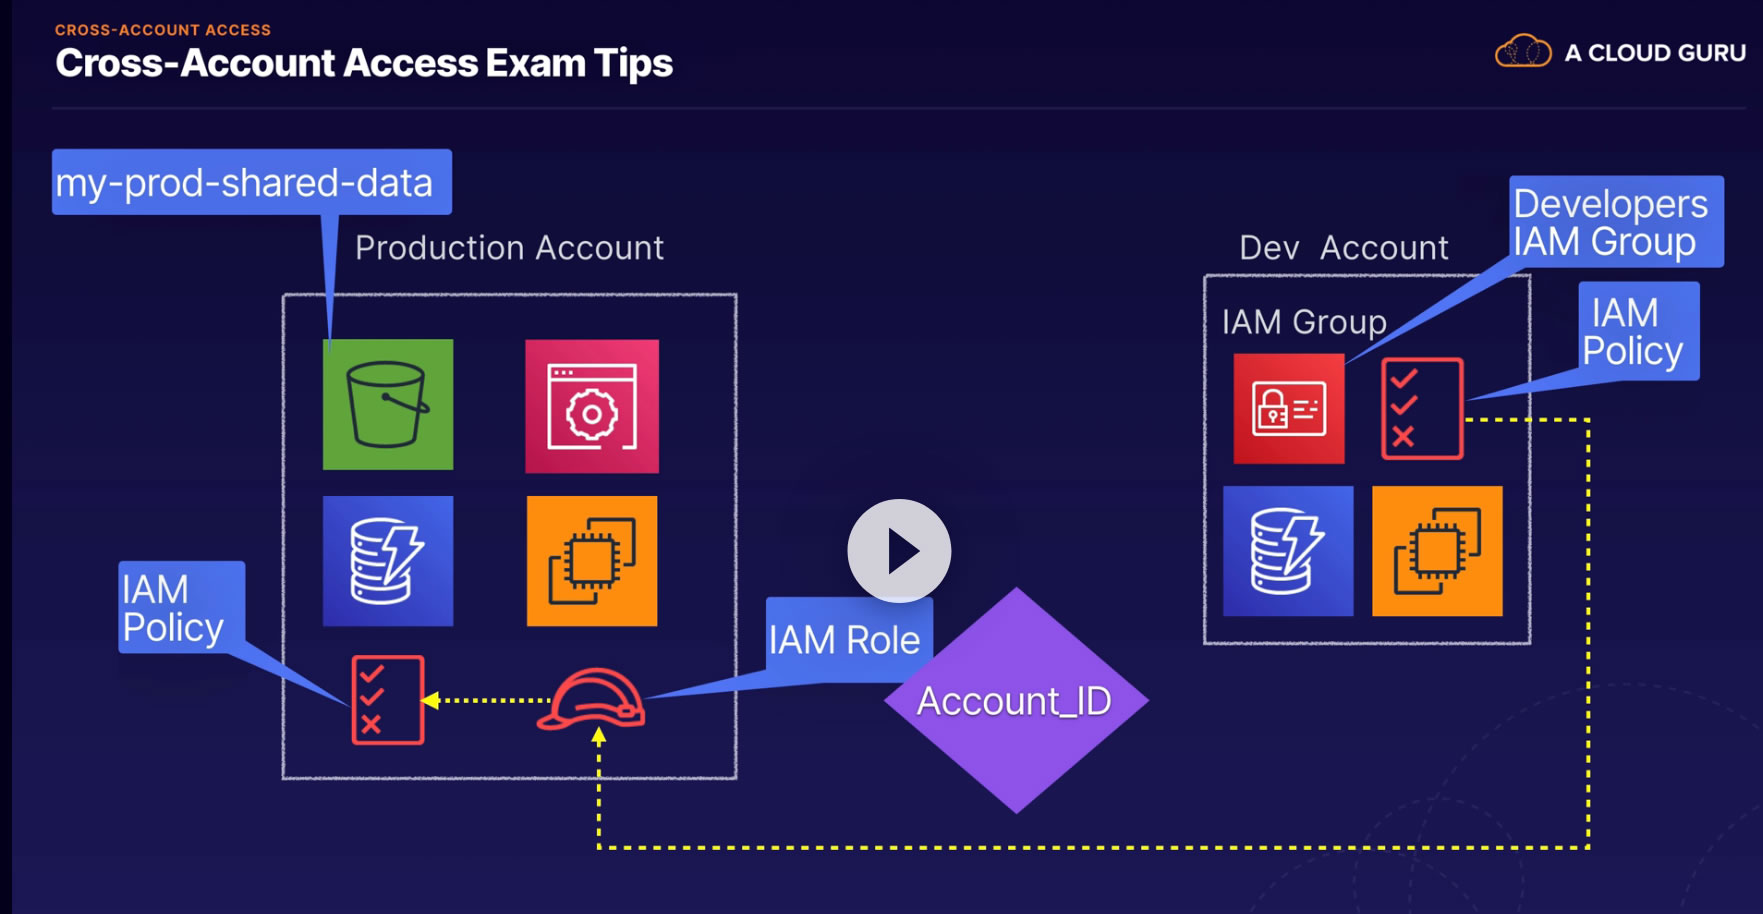 CROSS-ACCOUNT ACCESS
Cross-Account Access Exam Tips
A CLOUD GURU
my-prod-shared-data
Production Account
Dev Account
Developers
IAM Group
IAM Group
IAM
Policy
IAM
Policy
IAM Role
Account_ID